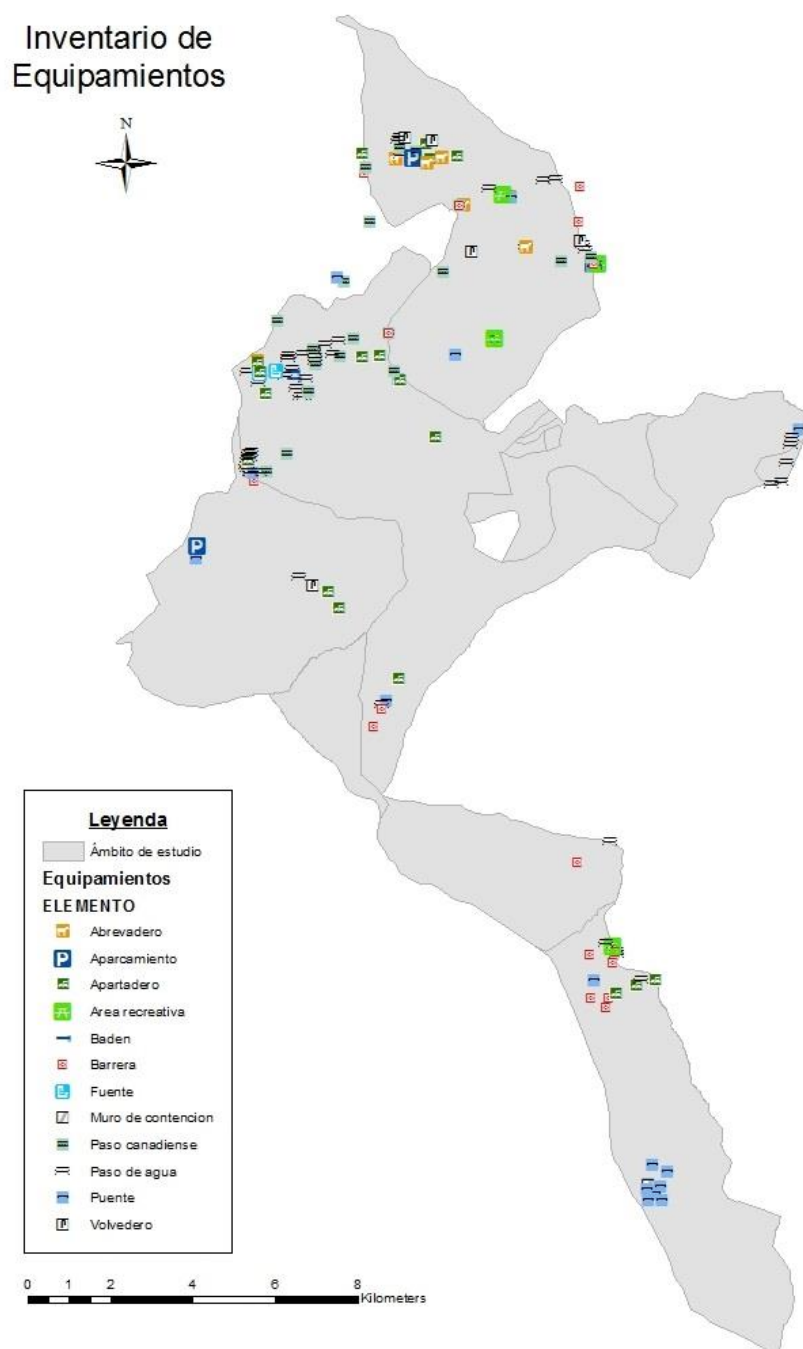 Inventario de
Equipamientos
N
Leyenda
Ámbito de estudio
Equipamientos
ELEMENTO
Abrevadero
P Aparcamiento
Apartadero
Area recreativa
Baden
Barrera
Fuente
Muro de contencion
Paso canadiense
Paso de agua
Puente
Volvedero
0 1 2 4 6 8
Kilometers